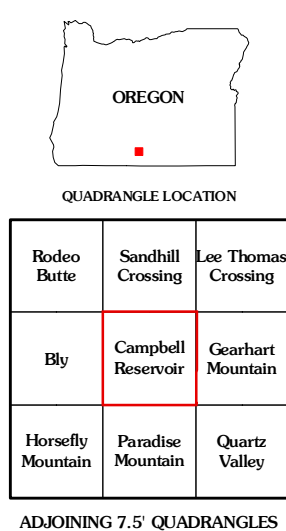 OREGON
QUADRANGLE LOCATION
Rodeo
Butte
Sandhill
Crossing
Lee Thomas
Crossing
Bly
Campbell
Reservoir
Gearhart
Mountain
Horsefly
Mountain
Paradise
Mountain
Quartz
Valley
ADJOINING 7.5' QUADRANGLES